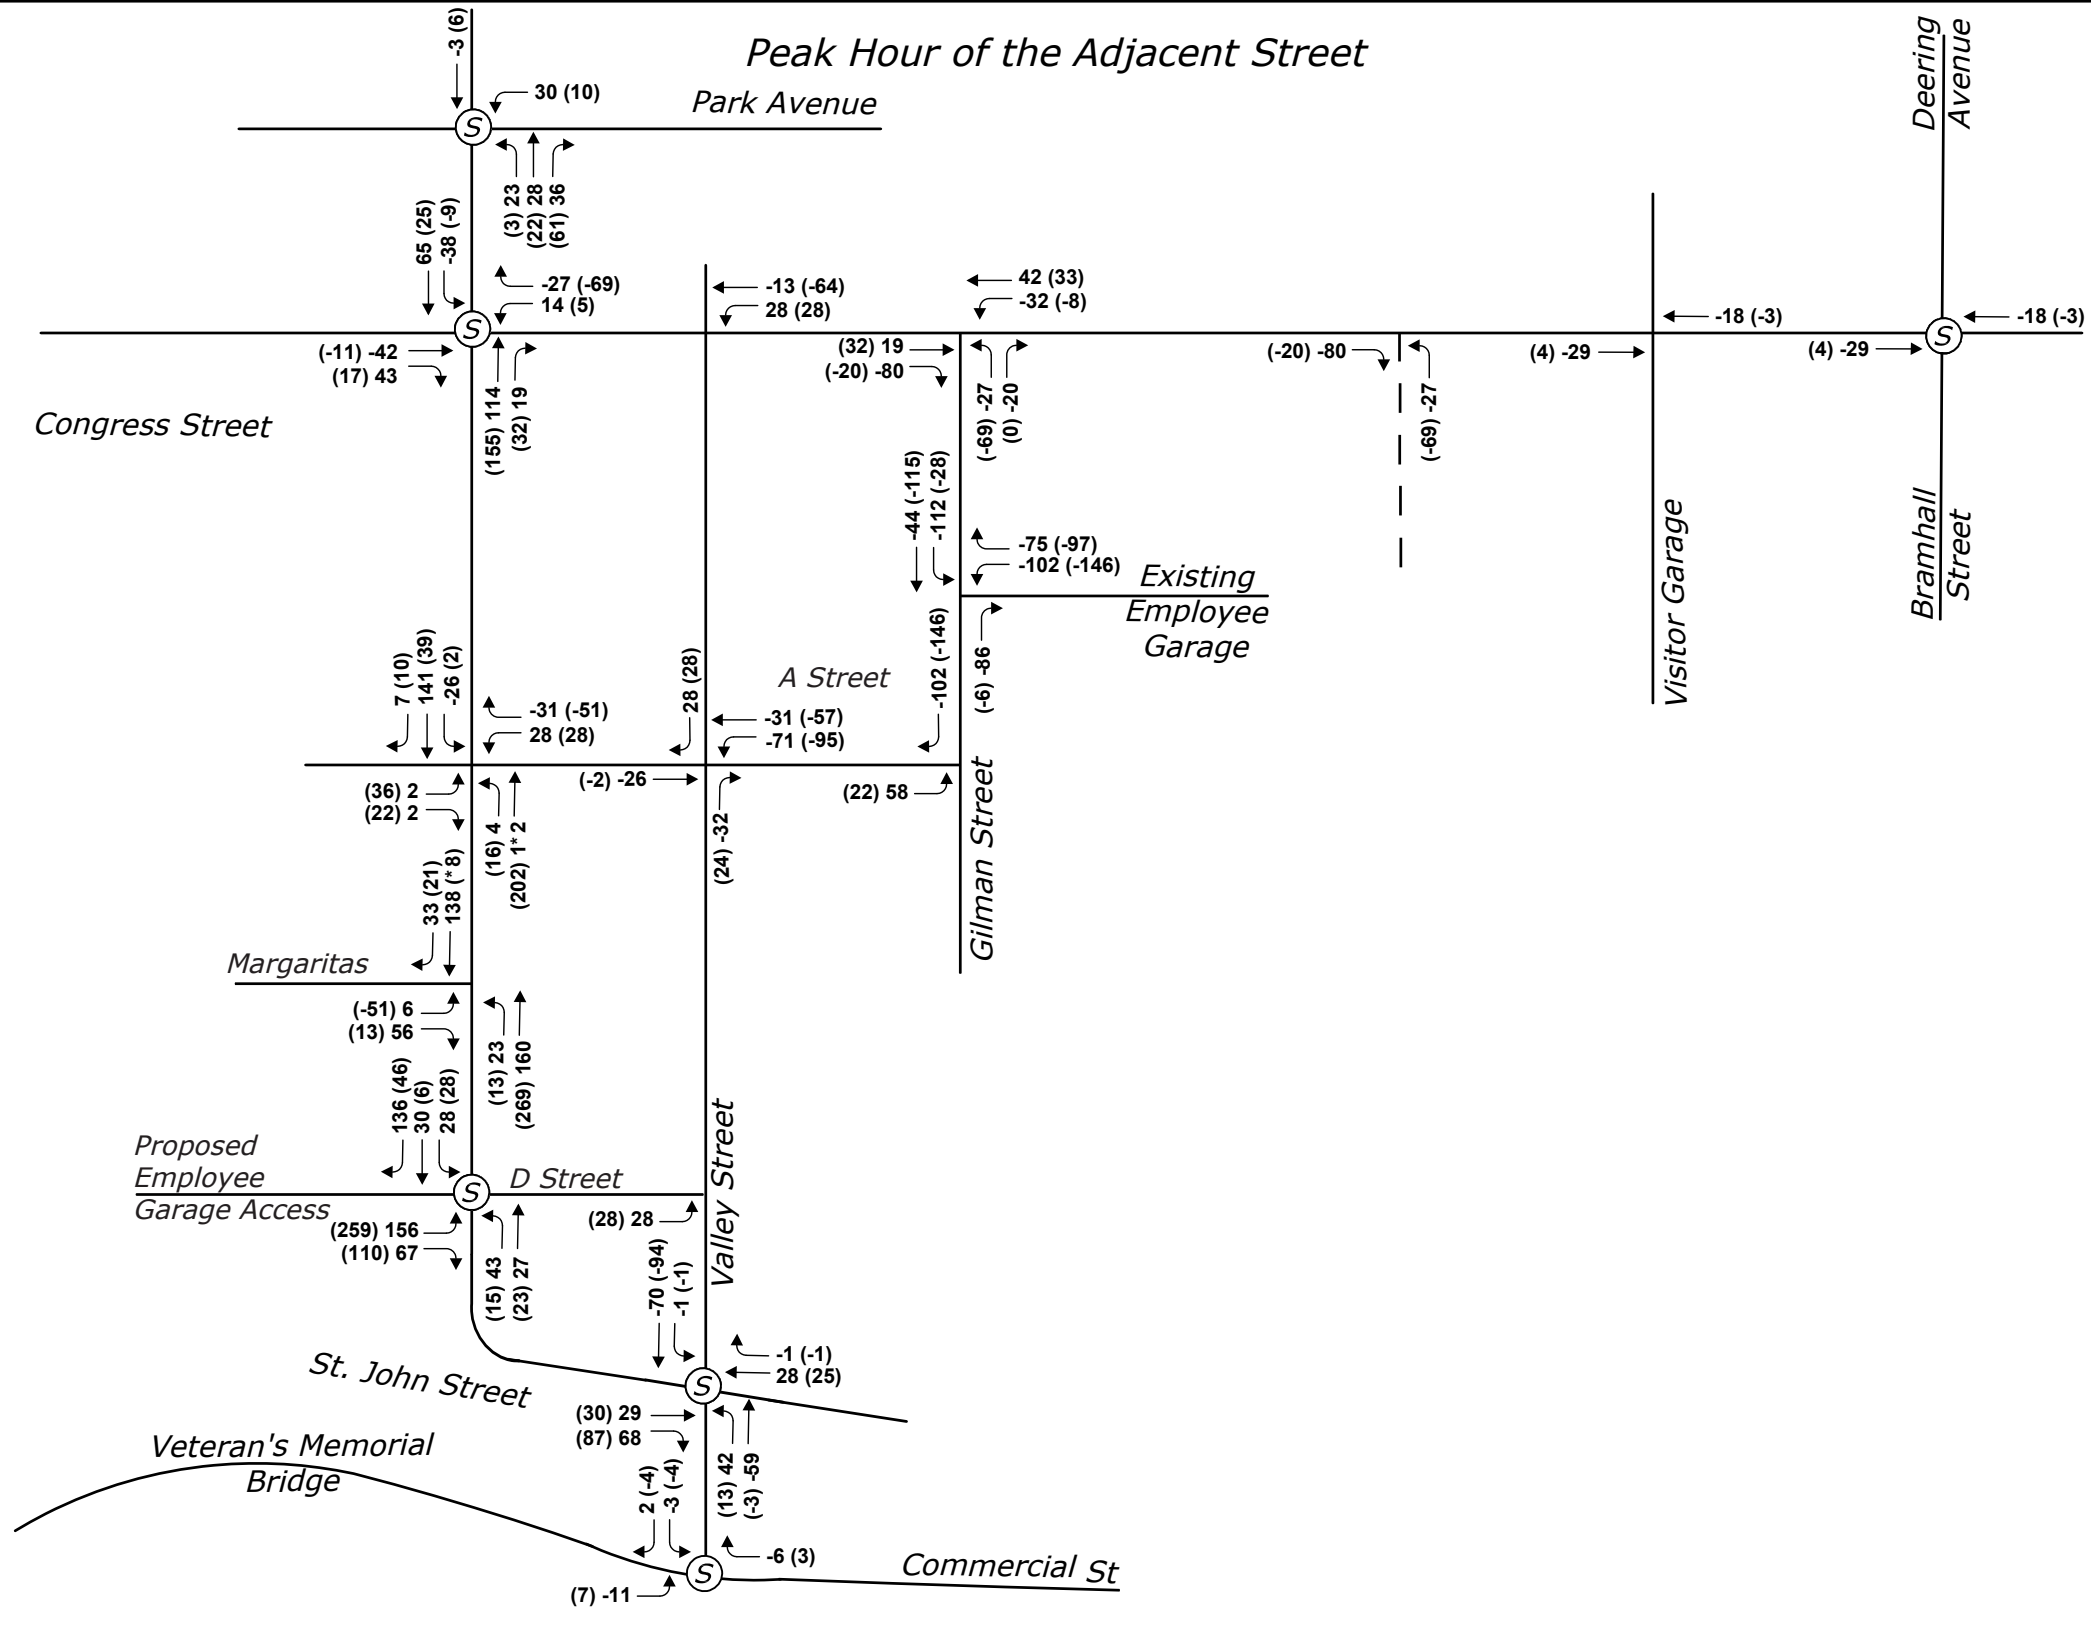 Peak Hour of the Adjacent Street
-3 (6)
30 (10)
Park Avenue
S
(3) 23
(22) 28
(61) 36
Deering
Avenue
65 (25)
-38 (-9)
-27 (-69)
14 (5)
-13 (-64)
28 (28)
42 (33)
-32 (-8)
-18 (-3)
-18 (-3)
S
S
(-11) -42
(17) 43
(32) 19
(-20) -80
(-20) -80
(4) -29
(4) -29
Congress Street
(155) 114
(32) 19
(-69) -27
(0) -20
(-69) -27
-44 (-115)
-112 (-28)
-75 (-97)
-102 (-146)
Existing
Employee
Garage
Visitor Garage
Bramhall
Street
7 (10)
141 (39)
-26 (2)
28 (28)
A Street
-102 (-146)
(-6) -86
-31 (-51)
28 (28)
-31 (-57)
-71 (-95)
(36) 2
(22) 2
(-2) -26
(22) 58
(16) 4
(202) 1* 2
(24) -32
Gilman Street
33 (21)
138 (* 8)
Margaritas
(-51) 6
(13) 56
(13) 23
(269) 160
136 (46)
30 (6)
28 (28)
Proposed
Employee
Garage Access
S
D Street
Valley Street
(259) 156
(110) 67
(28) 28
(15) 43
(23) 27
-70 (-94)
-1 (-1)
-1 (-1)
28 (25)
St. John Street
S
(30) 29
(87) 68
(13) 42
(-3) -59
Veteran's Memorial
Bridge
2 (-4)
-3 (-4)
-6 (3)
S
Commercial St
(7) -11